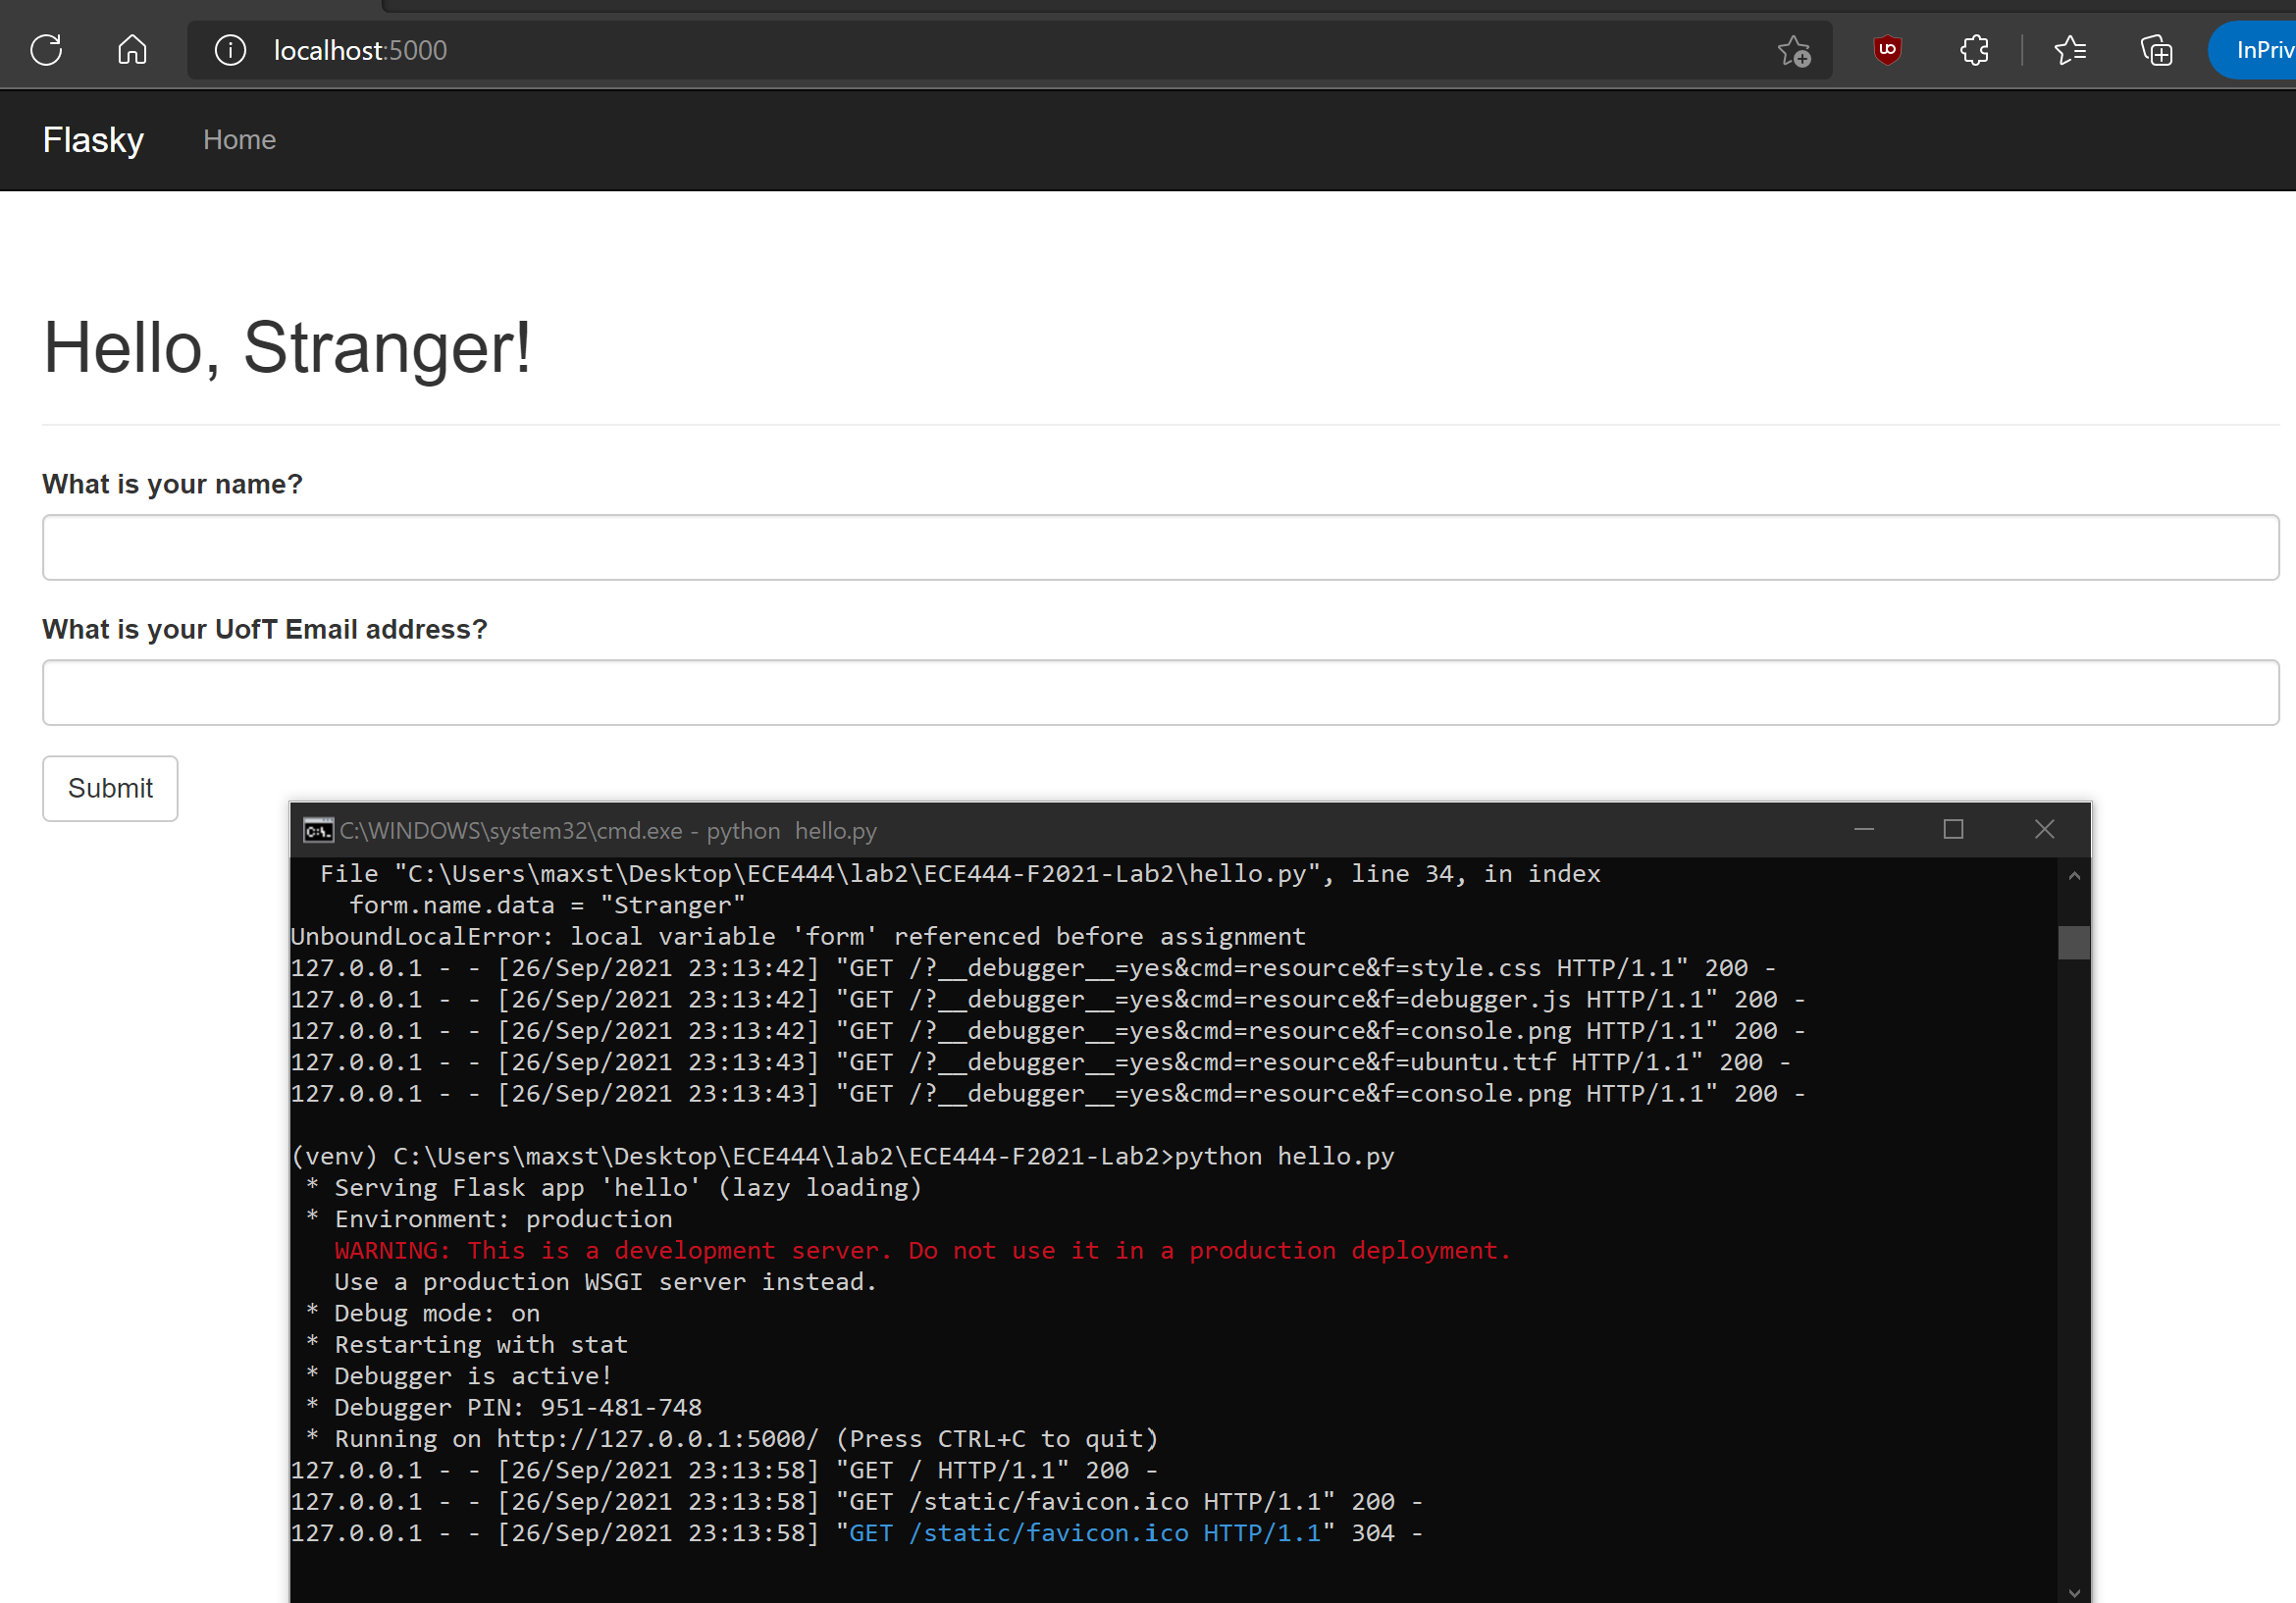 localhost:5000
InPriv
Flasky Home
Hello, Stranger!
What is your name?
What is your UofT Email address?
Submit
C:\WINDOWS\system32\cmd.exe - python  hello.py
  File "C:\Users\maxst\Desktop\ECE444\lab2\ECE444-F2021-Lab2\hello.py", line 34, in index
    form.name.data = "Stranger"
UnboundLocalError: local variable 'form' referenced before assignment
127.0.0.1 - - [26/Sep/2021 23:13:42] "GET /?__debugger__=yes&cmd=resource&f=style.css HTTP/1.1" 200 -
127.0.0.1 - - [26/Sep/2021 23:13:42] "GET /?__debugger__=yes&cmd=resource&f=debugger.js HTTP/1.1" 200 -
127.0.0.1 - - [26/Sep/2021 23:13:42] "GET /?__debugger__=yes&cmd=resource&f=console.png HTTP/1.1" 200 -
127.0.0.1 - - [26/Sep/2021 23:13:43] "GET /?__debugger__=yes&cmd=resource&f=ubuntu.ttf HTTP/1.1" 200 -
127.0.0.1 - - [26/Sep/2021 23:13:43] "GET /?__debugger__=yes&cmd=resource&f=console.png HTTP/1.1" 200 -
(venv) C:\Users\maxst\Desktop\ECE444\lab2\ECE444-F2021-Lab2>python hello.py
 * Serving Flask app 'hello' (lazy loading)
 * Environment: production
   WARNING: This is a development server. Do not use it in a production deployment.
   Use a production WSGI server instead.
 * Debug mode: on
 * Restarting with stat
 * Debugger is active!
 * Debugger PIN: 951-481-748
 * Running on http://127.0.0.1:5000/ (Press CTRL+C to quit)
127.0.0.1 - - [26/Sep/2021 23:13:58] "GET / HTTP/1.1" 200 -
127.0.0.1 - - [26/Sep/2021 23:13:58] "GET /static/favicon.ico HTTP/1.1" 200 -
127.0.0.1 - - [26/Sep/2021 23:13:58] "GET /static/favicon.ico HTTP/1.1" 304 -